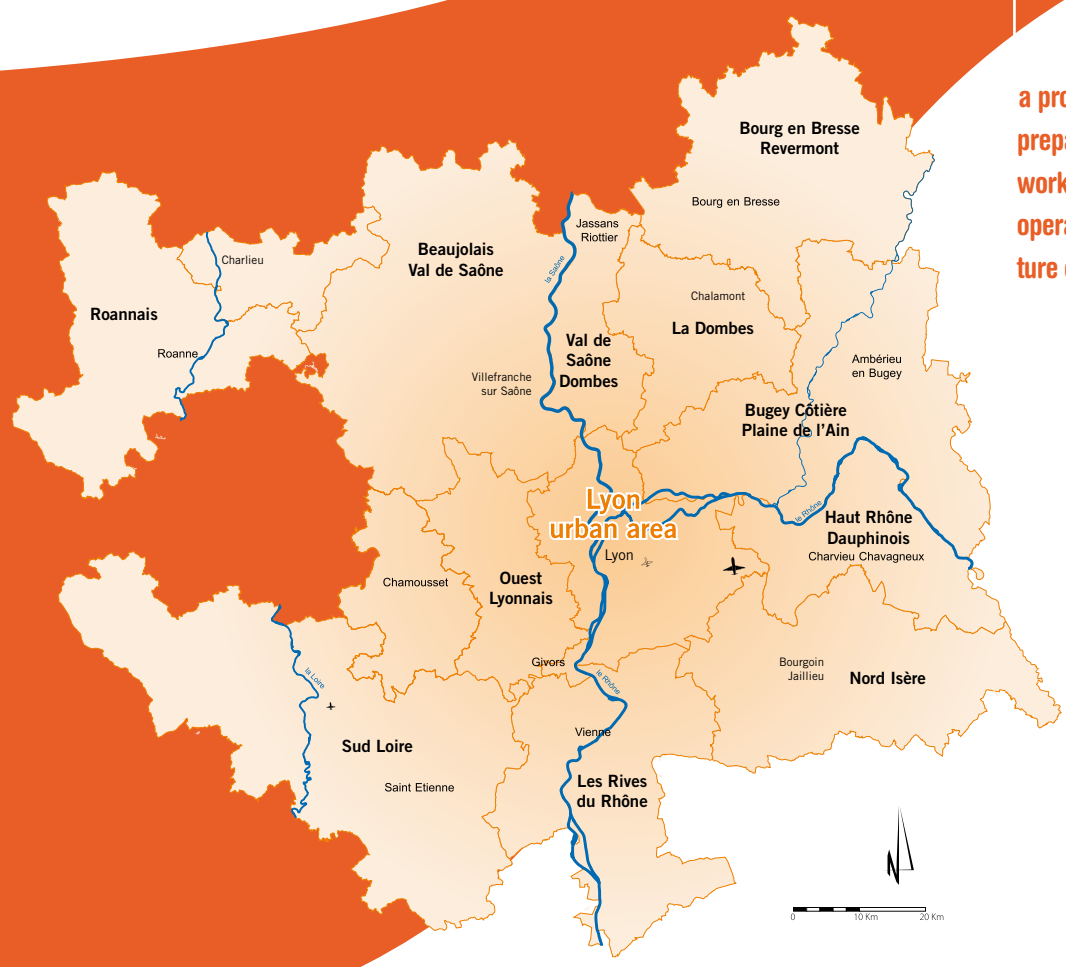 a pro
prepa
work
opera
ture
Bourg en Bresse
Revermont
Bourg en Bresse
Jassans
Riottier
Beaujolais
Val de Saône
la Saône
Charlieu
Chalamont
Roannais
La Dombes
Val de
Saône
Dombes
Roanne
Ambérieu
en Bugey
Villefranche
sur Saône
Bugey Côtière
Plaine de l'Ain
Lyon
urban area
le Rhône
Haut Rhône
Dauphinois
Charvieu Chavagneux
Lyon
Chamousset
Ouest
Lyonnais
Givors
Bourgoin
Jaillieu
Nord Isère
la Loire
le Rhône
Vienne
Sud Loire
Saint Etienne
Les Rives
du Rhône
N
0 10 Km 20 Km